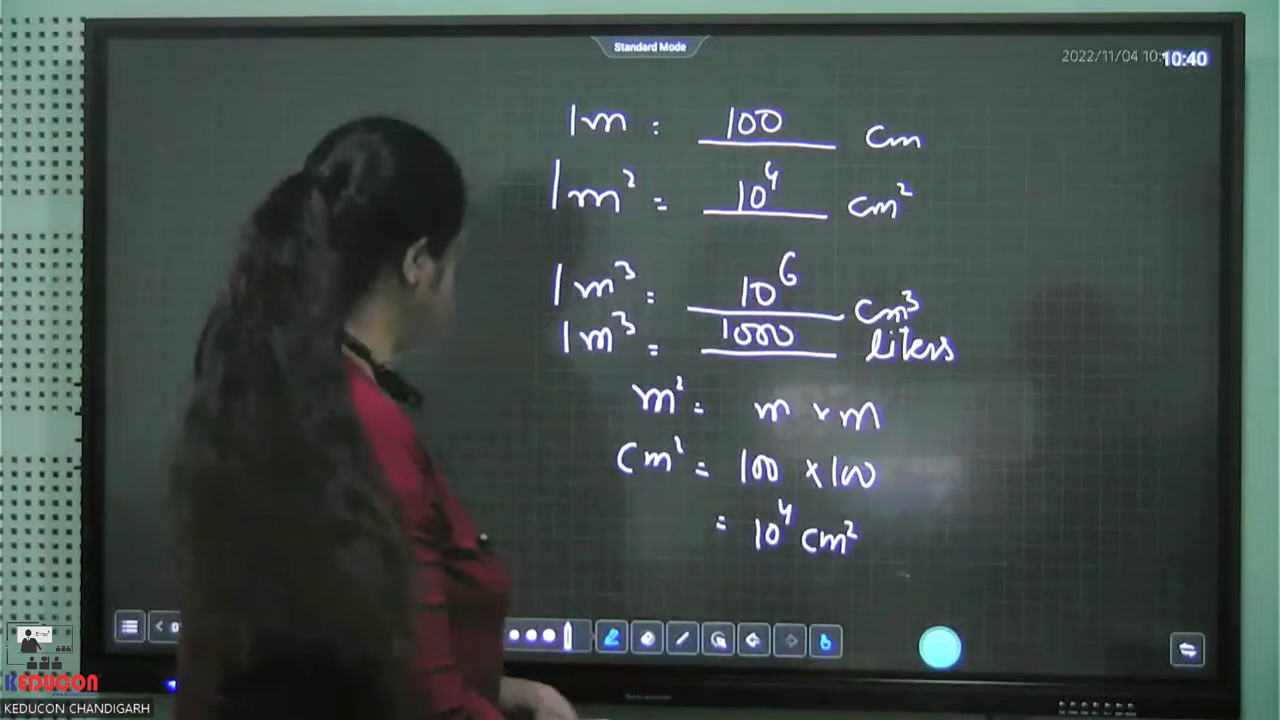 Standard Mode
2022/11/04 10:
10:40
1m : 100 cm
1m² = 10⁴ cm²
1m³ = 10⁶ cm³
1m³ = 1000 liters
m² = m × m
cm² = 100 × 100
= 10⁴ cm²
KEDUCON
KEDUCON CHANDIGARH